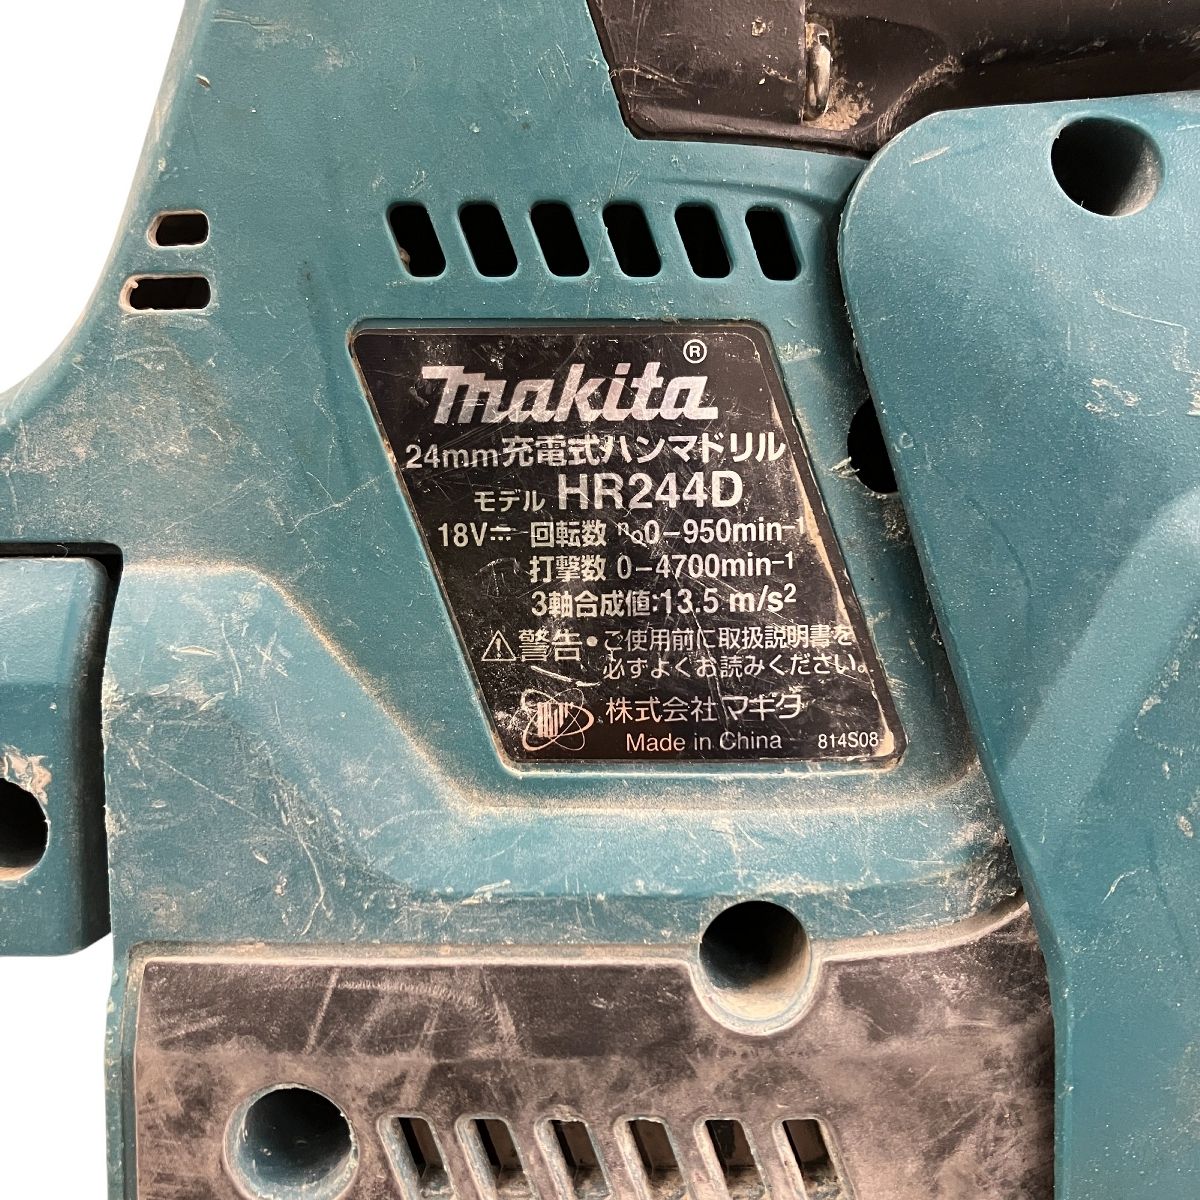 makita®
24mm充電式ハンマドリル
モデル HR244D
18V⎓ 回転数 n₀0-950min⁻¹
打撃数 0-4700min⁻¹
3軸合成値:13.5 m/s²
⚠警告・ご使用前に取扱説明書を
必ずよくお読みください。
株式会社 マキタ
Made in China 814S08-